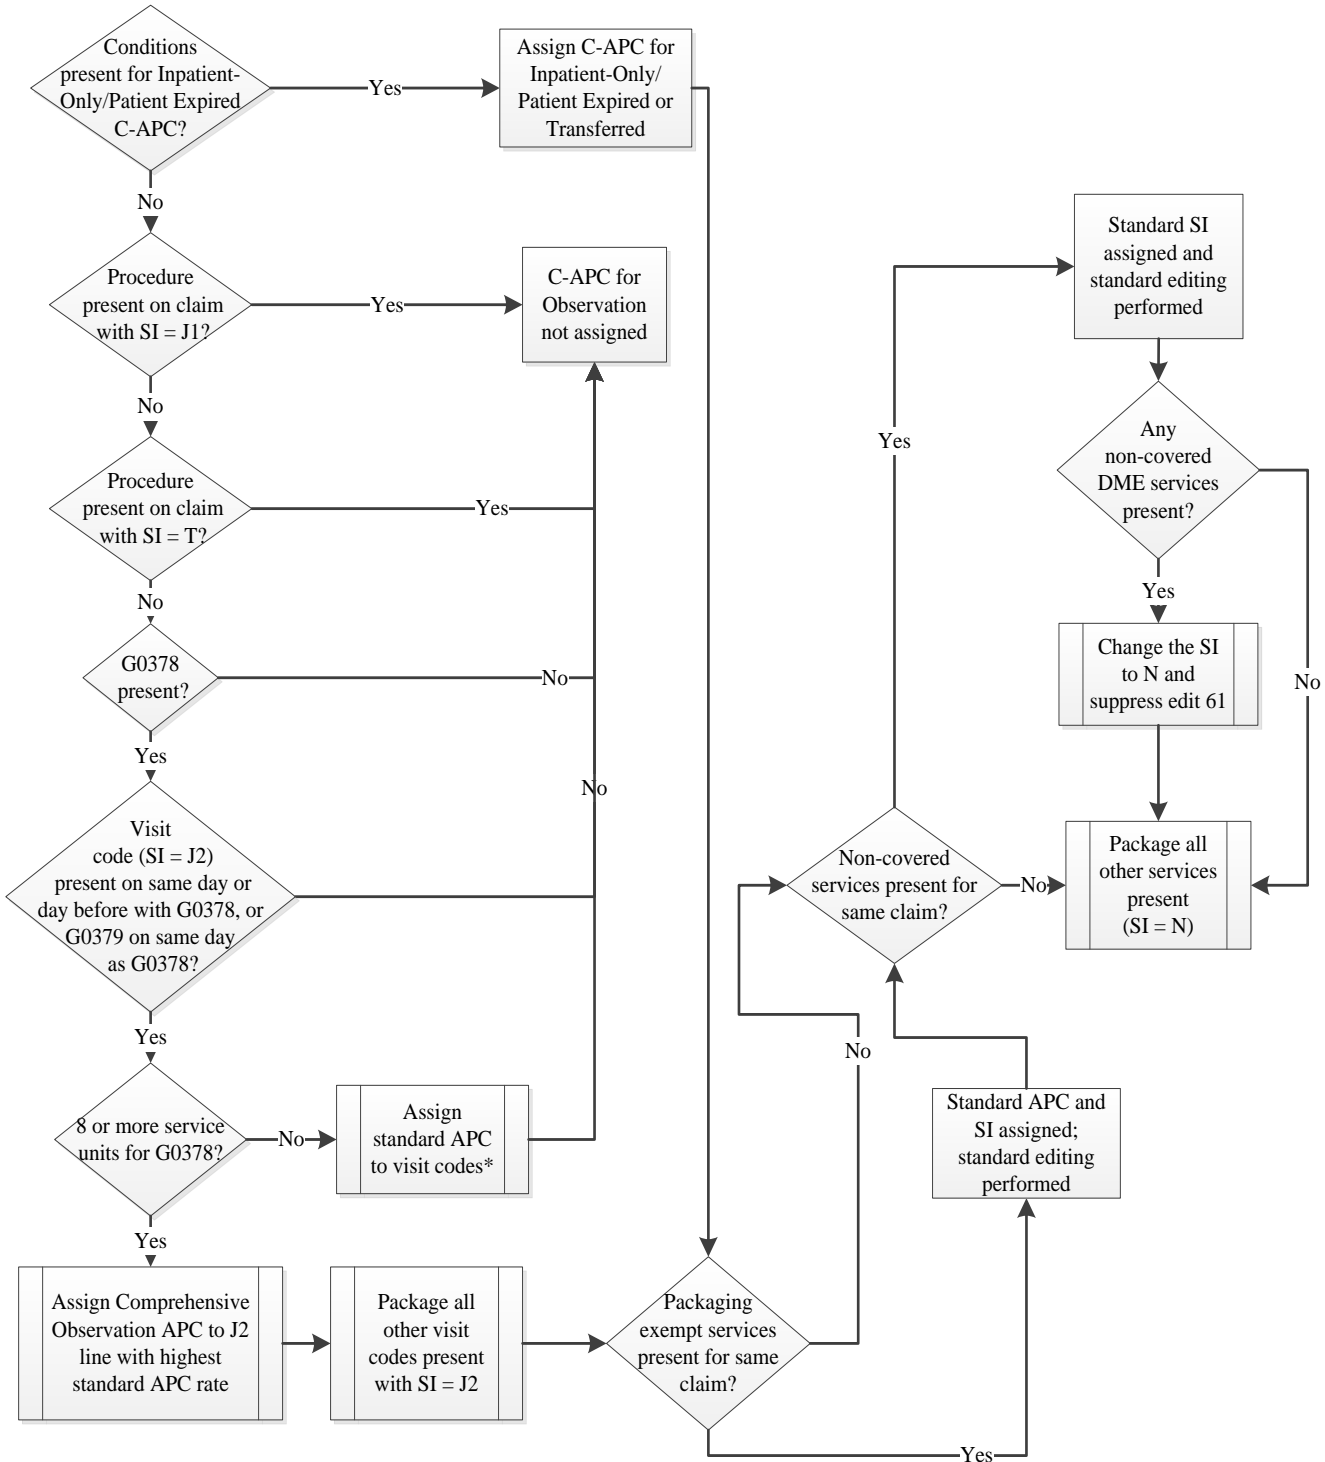 Conditions
present for Inpatient-
Only/Patient Expired
C-APC?
Yes
Assign C-APC for
Inpatient-Only/
Patient Expired or
Transferred
No
Procedure
present on claim
with SI = J1?
Yes
C-APC for
Observation
not assigned
No
Procedure
present on claim
with SI = T?
Yes
No
G0378
present?
No
Yes
Visit
code (SI = J2)
present on same day or
day before with G0378, or
G0379 on same day
as G0378?
No
Yes
8 or more service
units for G0378?
No
Assign
standard APC
to visit codes*
Yes
Assign Comprehensive
Observation APC to J2
line with highest
standard APC rate
Package all
other visit
codes present
with SI = J2
Packaging
exempt services
present for same
claim?
No
Yes
Standard APC and
SI assigned;
standard editing
performed
Non-covered
services present for
same claim?
No
Yes
Standard SI
assigned and
standard editing
performed
Any
non-covered
DME services
present?
Yes
No
Change the SI
to N and
suppress edit 61
Package all
other services
present
(SI = N)